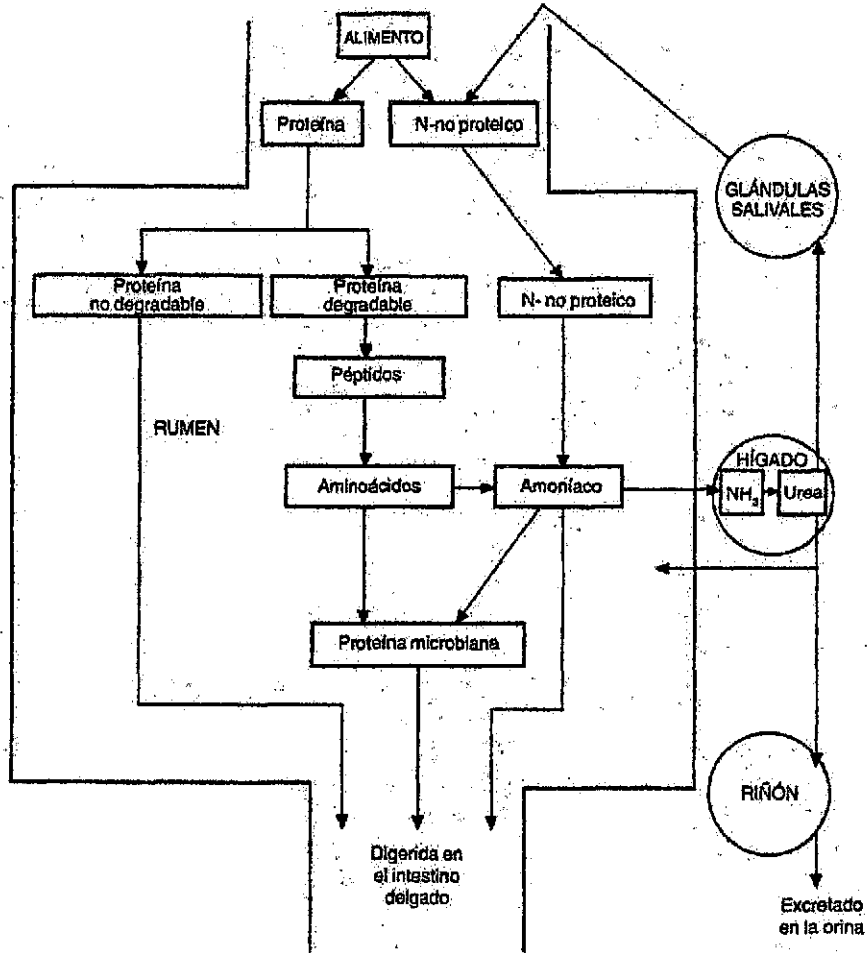 ALIMENTO
Proteína
N-no proteico
GLÁNDULAS
SALIVALES
Proteína
no degradable
Proteína
degradable
N- no proteico
Péptidos
RUMEN
Aminoácidos
Amoníaco
HÍGADO
NH₃
Urea
Proteína microbiana
RIÑÓN
Digerida en
el intestino
delgado
Excretado
en la orina